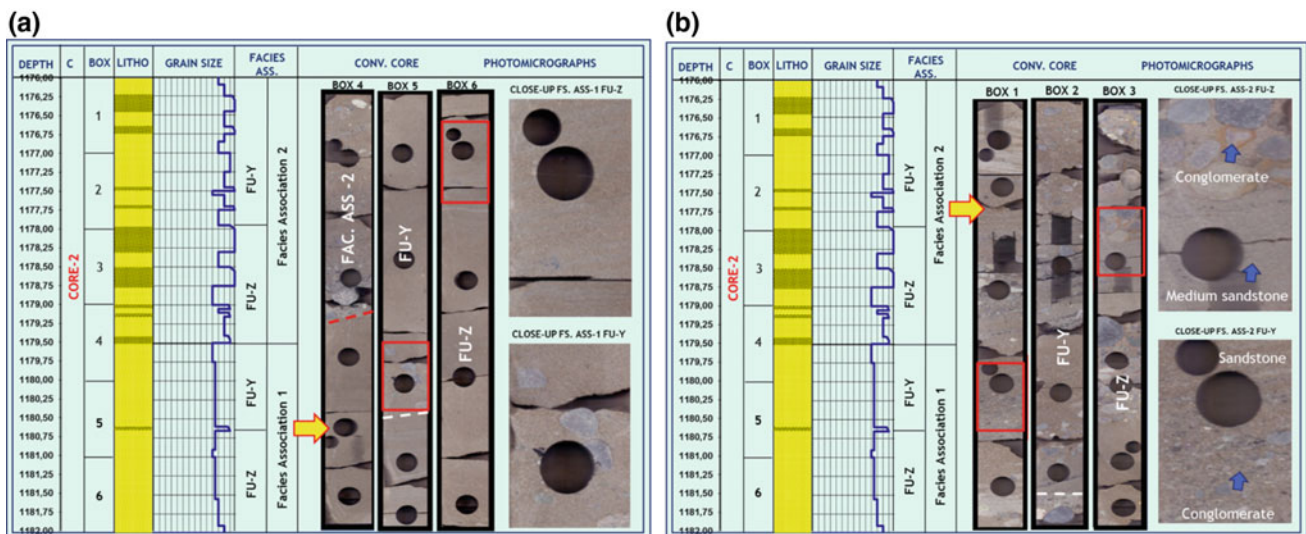 (a)
DEPTH C BOX LITHO GRAIN SIZE FACIES ASS. CONV. CORE PHOTOMICROGRAPHS
1176,00
1176,25
1176,50
1176,75
1177,00
1177,25
1177,50
1177,75
1178,00
1178,25
1178,50
1178,75
1179,00
1179,25
1179,50
1179,75
1180,00
1180,25
1180,50
1180,75
1181,00
1181,25
1181,50
1181,75
1182,00
CORE-2
1
2
3
4
5
6
FU-Y
FU-Z
FU-Y
FU-Z
Facies Association 2
Facies Association 1
BOX 4 BOX 5 BOX 6
FAC. ASS -2
FU-Y
FU-Z
CLOSE-UP FS. ASS-1 FU-Z
CLOSE-UP FS. ASS-1 FU-Y
(b)
DEPTH C BOX LITHO GRAIN SIZE FACIES ASS. CONV. CORE PHOTOMICROGRAPHS
1176,00
1176,25
1176,50
1176,75
1177,00
1177,25
1177,50
1177,75
1178,00
1178,25
1178,50
1178,75
1179,00
1179,25
1179,50
1179,75
1180,00
1180,25
1180,50
1180,75
1181,00
1181,25
1181,50
1181,75
1182,00
CORE-2
1
2
3
4
5
6
FU-Y
FU-Z
FU-Y
FU-Z
Facies Association 2
Facies Association 1
BOX 1 BOX 2 BOX 3
FU-Y
FU-Z
CLOSE-UP FS. ASS-2 FU-Z
Conglomerate
Medium sandstone
CLOSE-UP FS. ASS-2 FU-Y
Sandstone
Conglomerate